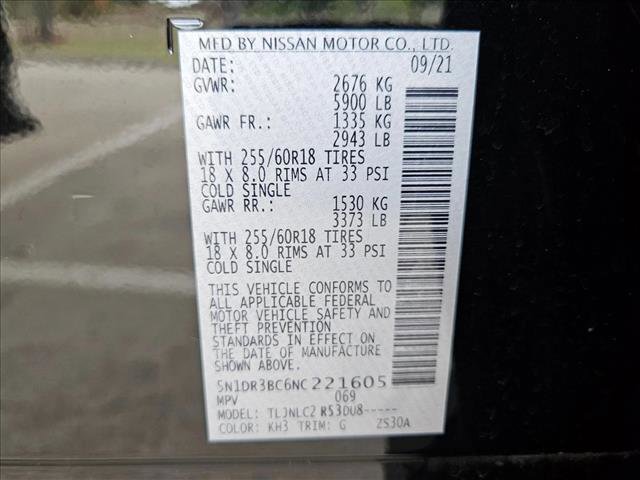 MFD BY NISSAN MOTOR CO., LTD.
DATE: 09/21
GVWR: 2676 KG
5900 LB
GAWR FR.: 1335 KG
2943 LB
WITH 255/60R18 TIRES
18 X 8.0 RIMS AT 33 PSI
COLD SINGLE
GAWR RR.: 1530 KG
3373 LB
WITH 255/60R18 TIRES
18 X 8.0 RIMS AT 33 PSI
COLD SINGLE
THIS VEHICLE CONFORMS TO
ALL APPLICABLE FEDERAL
MOTOR VEHICLE SAFETY AND
THEFT PREVENTION
STANDARDS IN EFFECT ON
THE DATE OF MANUFACTURE
SHOWN ABOVE.
5N1DR3BC6NC221605
MPV 069
MODEL: TLJNLC2 RS3DU8-----
COLOR: KH3 TRIM: G ZS30A